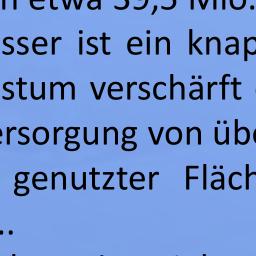 n etwa 39,5 Mio.
sser ist ein knap
stum verschärft
ersorgung von übe
genutzter Fläch
..